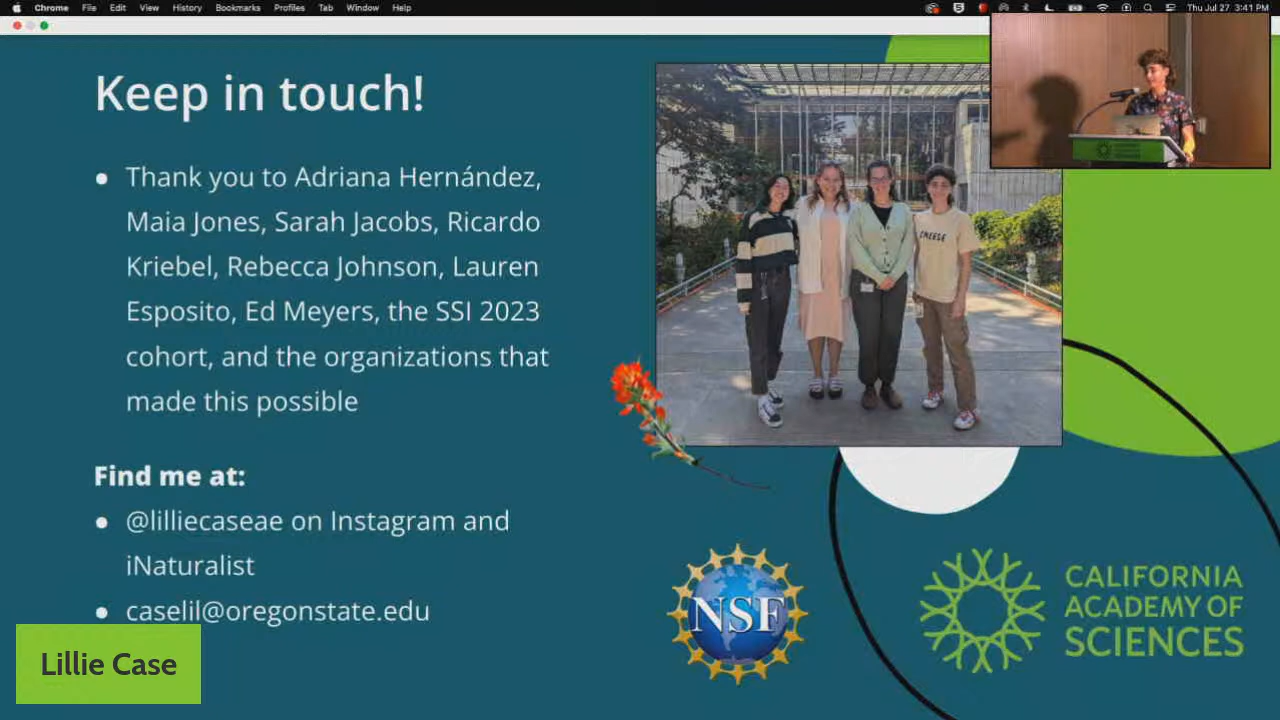 Chrome File Edit View History Bookmarks Profiles Tab Window Help Thu Jul 27 3:41 PM
Keep in touch!
● Thank you to Adriana Hernández,
Maia Jones, Sarah Jacobs, Ricardo
Kriebel, Rebecca Johnson, Lauren
Esposito, Ed Meyers, the SSI 2023
cohort, and the organizations that
made this possible
Find me at:
● @lilliecaseae on Instagram and
iNaturalist
● caselil@oregonstate.edu
Lillie Case
CHEESE
NSF
CALIFORNIA
ACADEMY OF
SCIENCES